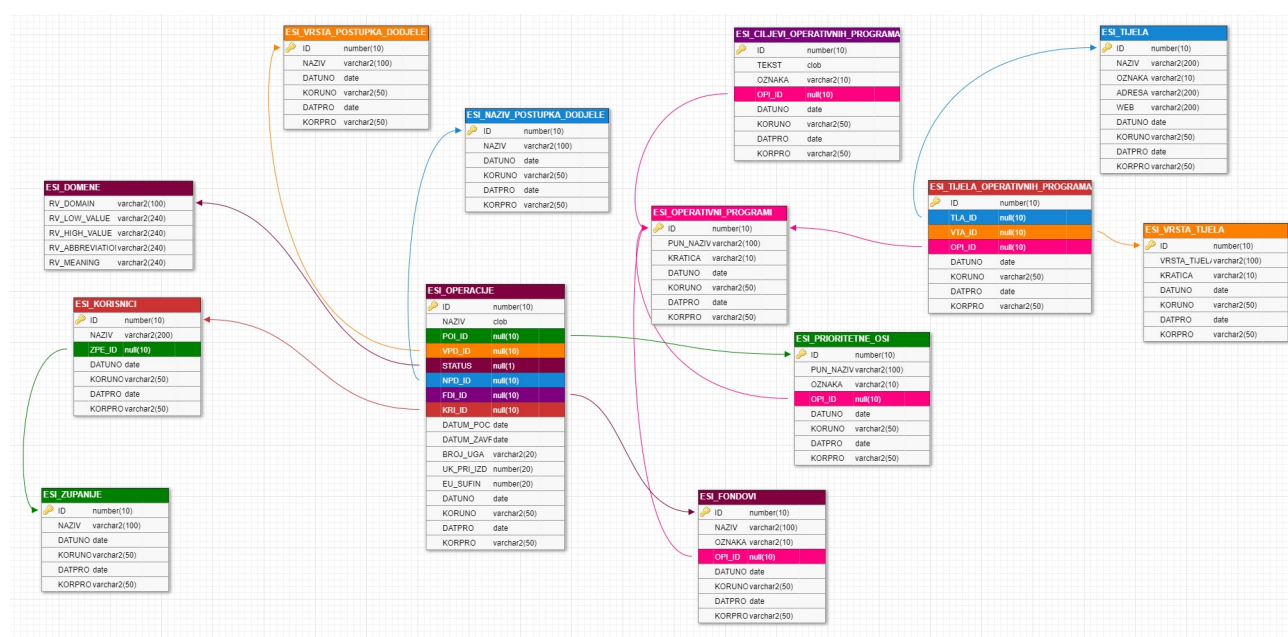 ESI_VRSTA_POSTUPKA_DODJELE
ID number(10)
NAZIV varchar2(100)
DATUNO date
KORUNO varchar2(50)
DATPRO date
KORPRO varchar2(50)
ESI_NAZIV_POSTUPKA_DODJELE
ID number(10)
NAZIV varchar2(100)
DATUNO date
KORUNO varchar2(50)
DATPRO date
KORPRO varchar2(50)
ESI_CILJEVI_OPERATIVNIH_PROGRAMA
ID number(10)
TEKST clob
OZNAKA varchar2(10)
OPI_ID null(10)
DATUNO date
KORUNO varchar2(50)
DATPRO date
KORPRO varchar2(50)
ESI_TIJELA
ID number(10)
NAZIV varchar2(200)
OZNAKA varchar2(10)
ADRESA varchar2(200)
WEB varchar2(200)
DATUNO date
KORUNO varchar2(50)
DATPRO date
KORPRO varchar2(50)
ESI_DOMENE
RV_DOMAIN varchar2(100)
RV_LOW_VALUE varchar2(240)
RV_HIGH_VALUE varchar2(240)
RV_ABBREVIATION varchar2(240)
RV_MEANING varchar2(240)
ESI_OPERATIVNI_PROGRAMI
ID number(10)
PUN_NAZIV varchar2(100)
KRATICA varchar2(10)
DATUNO date
KORUNO varchar2(50)
DATPRO date
KORPRO varchar2(50)
ESI_TIJELA_OPERATIVNIH_PROGRAMA
ID number(10)
TLA_ID null(10)
VTA_ID null(10)
OPI_ID null(10)
DATUNO date
KORUNO varchar2(50)
DATPRO date
KORPRO varchar2(50)
ESI_VRSTA_TIJELA
ID number(10)
VRSTA_TIJELA varchar2(100)
KRATICA varchar2(10)
DATUNO date
KORUNO varchar2(50)
DATPRO date
KORPRO varchar2(50)
ESI_KORISNICI
ID number(10)
NAZIV varchar2(200)
ZPE_ID null(10)
DATUNO date
KORUNO varchar2(50)
DATPRO date
KORPRO varchar2(50)
ESI_OPERACIJE
ID number(10)
NAZIV clob
POI_ID null(10)
VPD_ID null(10)
STATUS null(1)
NPD_ID null(10)
FDI_ID null(10)
KRI_ID null(10)
DATUM_POC date
DATUM_ZAVR date
BROJ_UGA varchar2(20)
UK_PRI_IZD number(20)
EU_SUFIN number(20)
DATUNO date
KORUNO varchar2(50)
DATPRO date
KORPRO varchar2(50)
ESI_PRIORITETNE_OSI
ID number(10)
PUN_NAZIV varchar2(100)
OZNAKA varchar2(10)
OPI_ID null(10)
DATUNO date
KORUNO varchar2(50)
DATPRO date
KORPRO varchar2(50)
ESI_ZUPANIJE
ID number(10)
NAZIV varchar2(100)
DATUNO date
KORUNO varchar2(50)
DATPRO date
KORPRO varchar2(50)
ESI_FONDOVI
ID number(10)
NAZIV varchar2(100)
OZNAKA varchar2(10)
OPI_ID null(10)
DATUNO date
KORUNO varchar2(50)
DATPRO date
KORPRO varchar2(50)